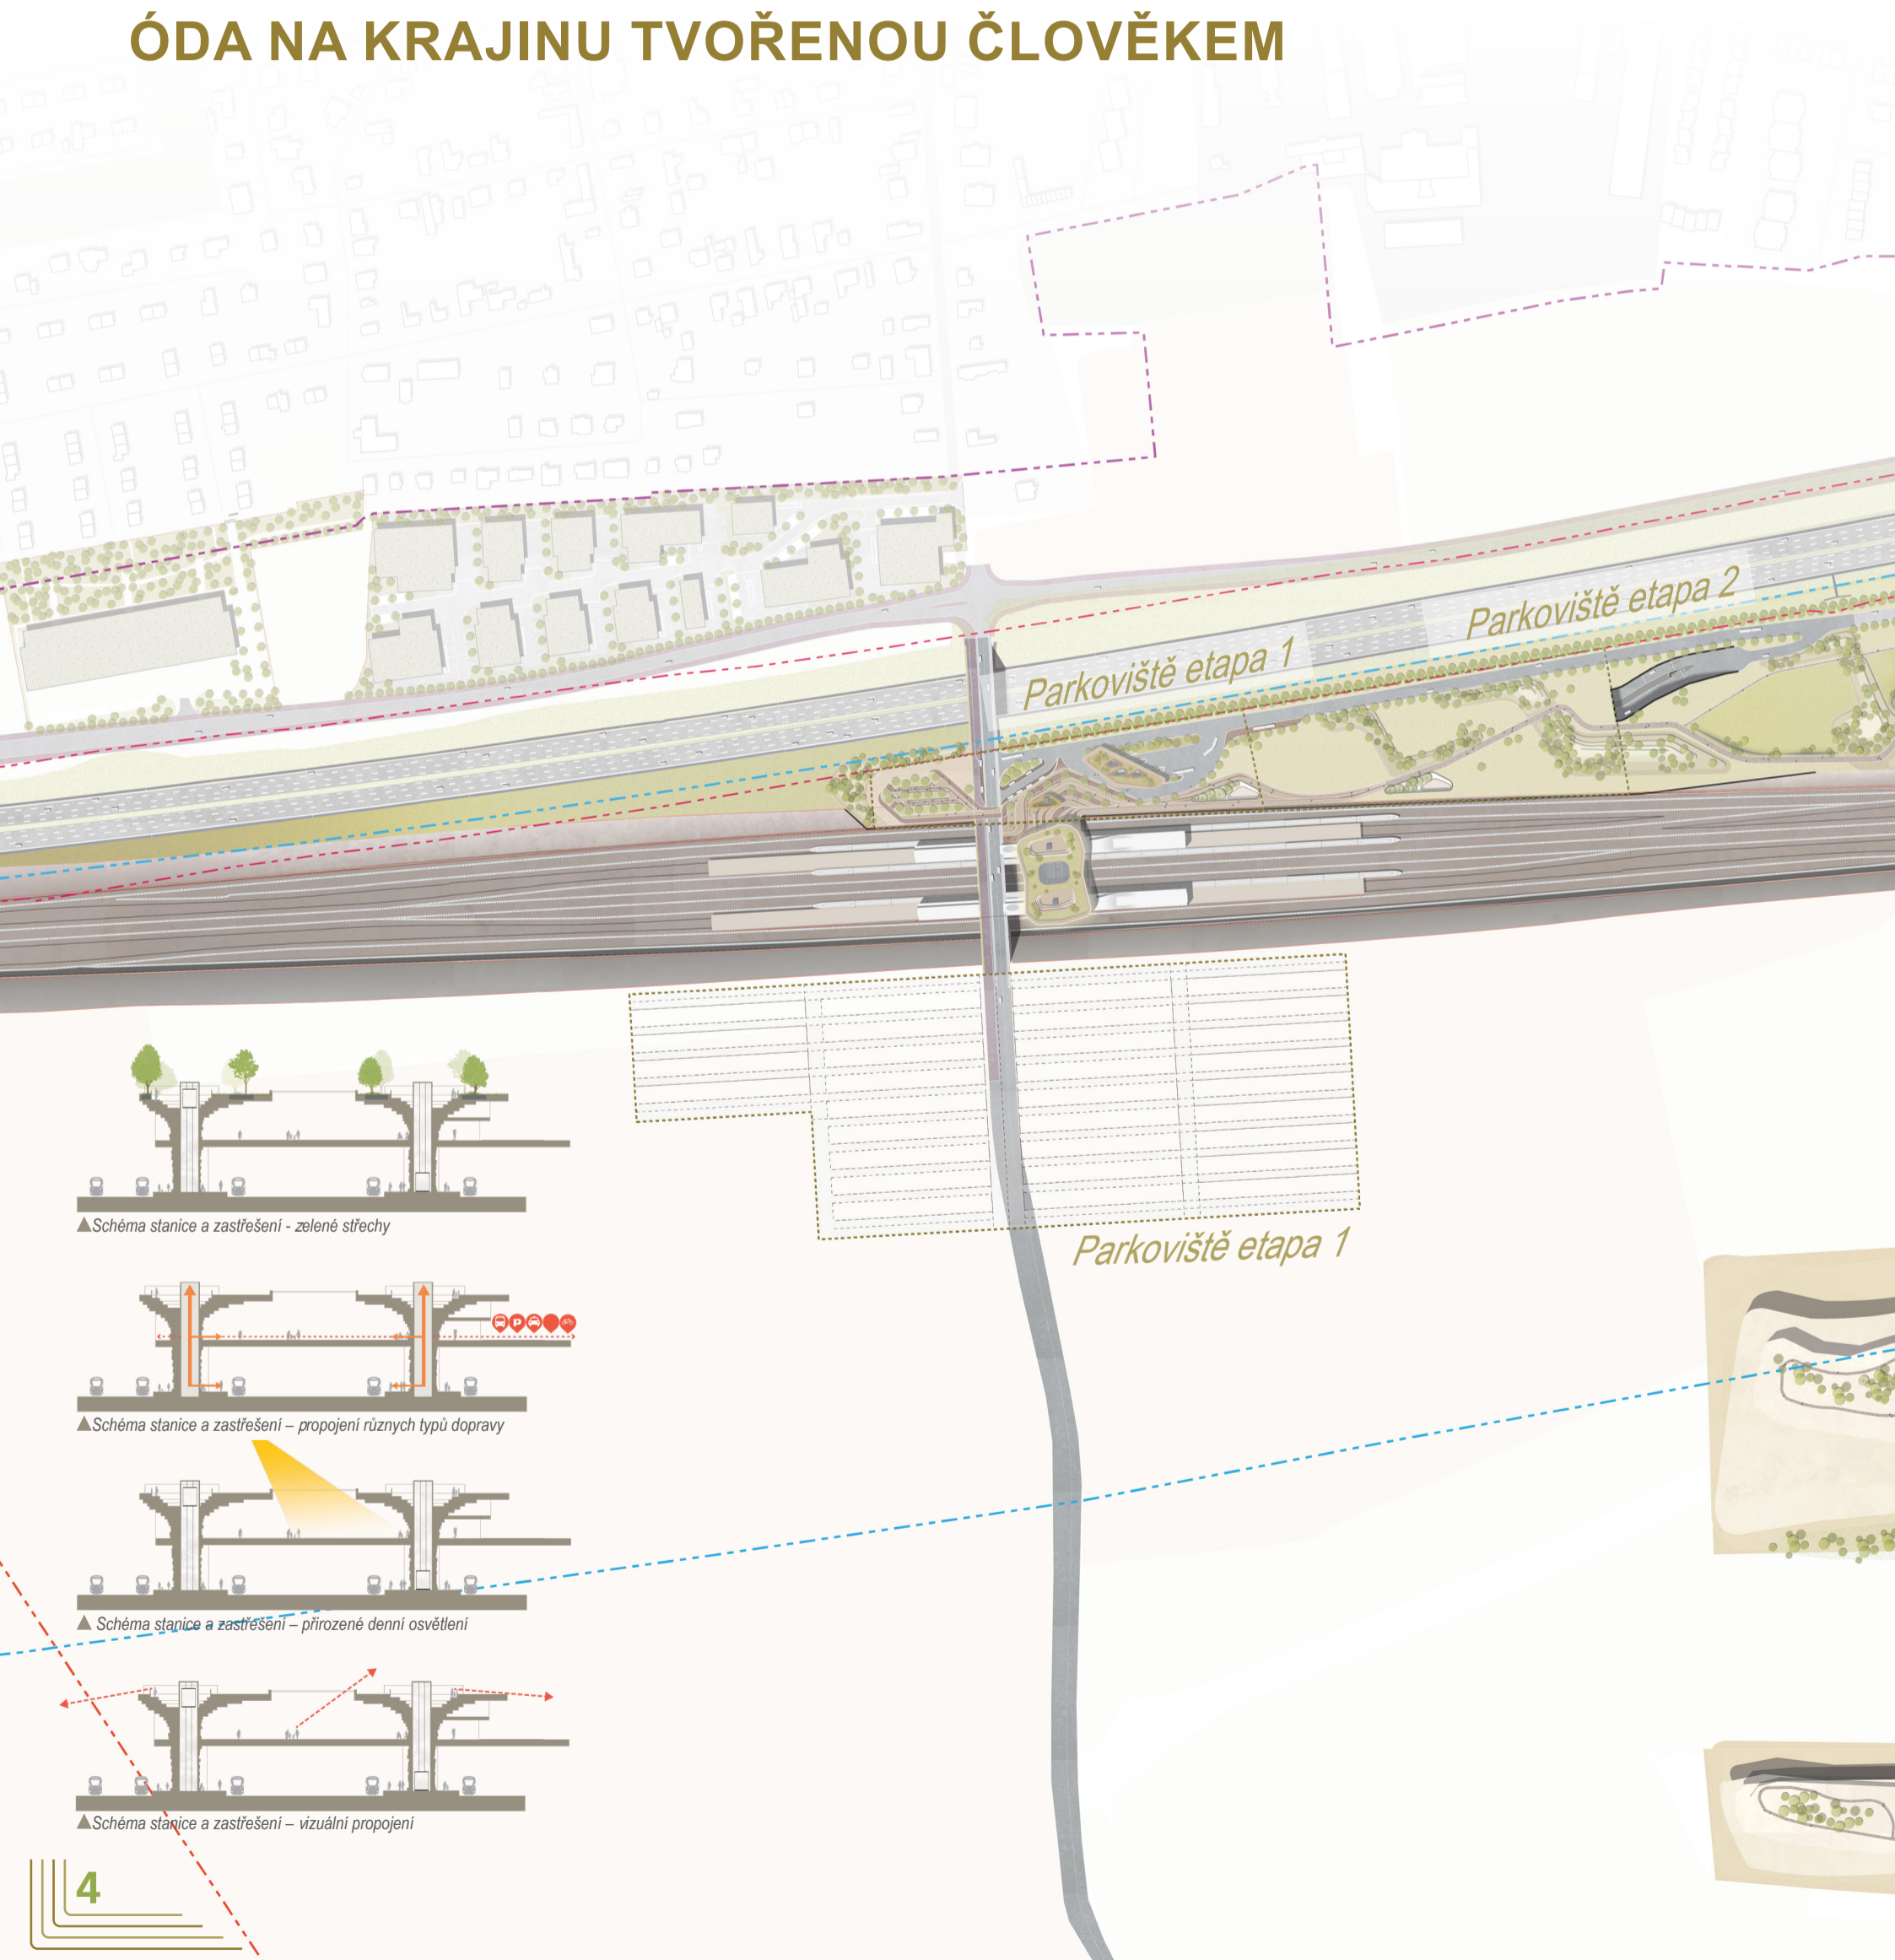 ÓDA NA KRAJINU TVOŘENOU ČLOVĚKEM
Parkoviště etapa 2
Parkoviště etapa 1
Parkoviště etapa 1
Schéma stanice a zastřešení - zelené střechy
P
Schéma stanice a zastřešení – propojení různých typů dopravy
Schéma stanice a zastřešení – přirozené denní osvětlení
Schéma stanice a zastřešení – vizuální propojení
4